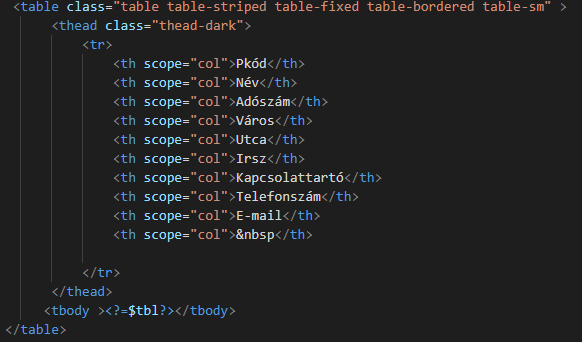 <table class="table table-striped table-fixed table-bordered table-sm" >
<thead class="thead-dark">
<tr>
<th scope="col">Pkód</th>
<th scope="col">Név</th>
<th scope="col">Adószám</th>
<th scope="col">Város</th>
<th scope="col">Utca</th>
<th scope="col">Irsz</th>
<th scope="col">Kapcsolattartó</th>
<th scope="col">Telefonszám</th>
<th scope="col">E-mail</th>
<th scope="col">&nbsp</th>
</tr>
</thead>
<tbody ><?=$tbl?></tbody>
</table>